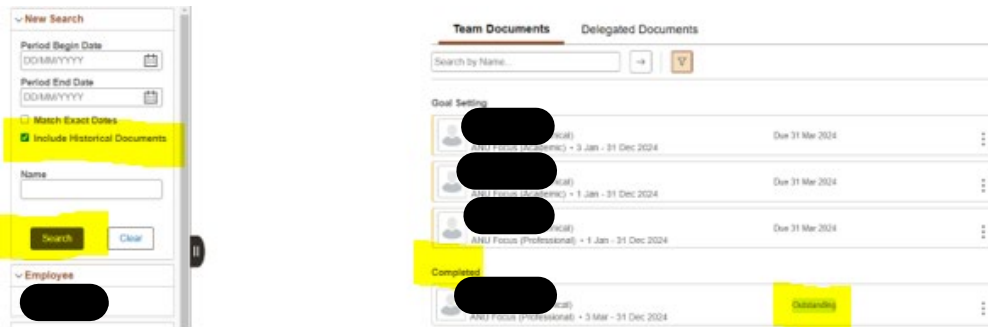 New Search
Period Begin Date
DD/MM/YYYY
Period End Date
DD/MM/YYYY
Match Exact Dates
Include Historical Documents
Name
Search Clear
Employee
Team Documents Delegated Documents
Search by Name...
Goal Setting
Due 31 Mar 2024
ANU Focus (Academic) • 3 Jan - 31 Dec 2024
Due 31 Mar 2024
ANU Focus (Academic) • 1 Jan - 31 Dec 2024
Due 31 Mar 2024
ANU Focus (Professional) • 1 Jan - 31 Dec 2024
Completed
Outstanding
ANU Focus (Professional) • 3 Mar - 31 Dec 2024